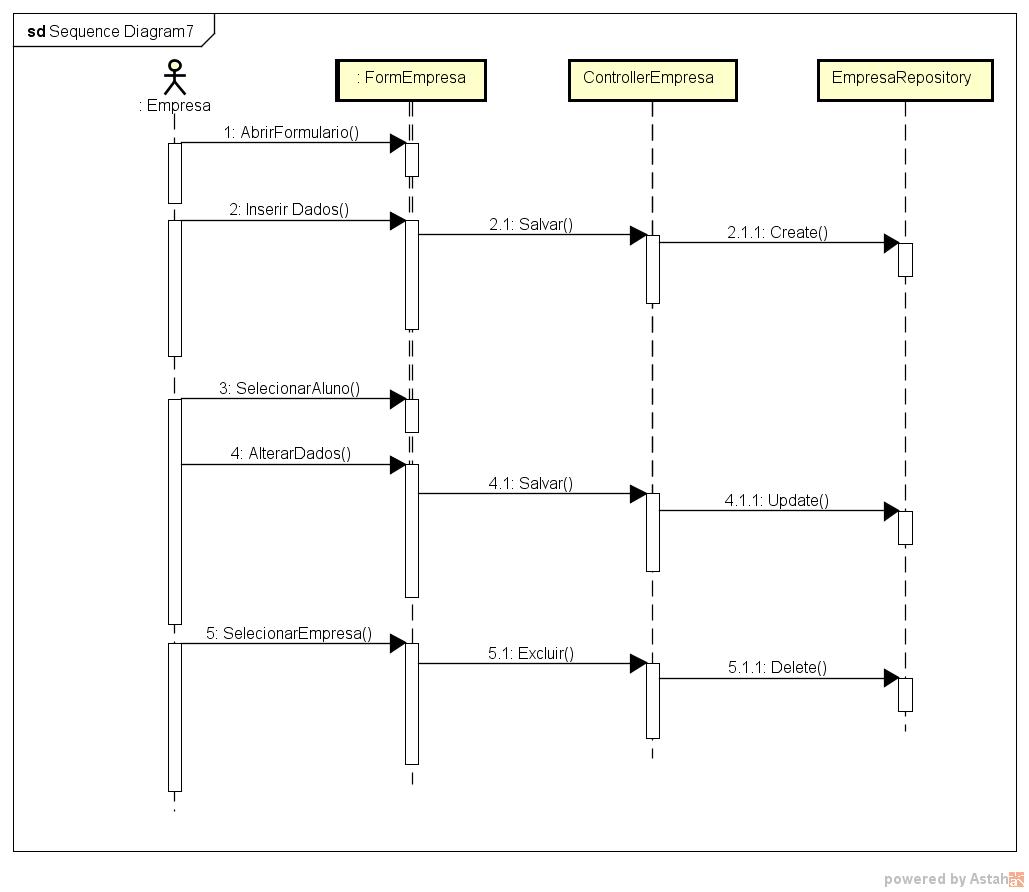 sd Sequence Diagram7
: Empresa
: FormEmpresa
ControllerEmpresa
EmpresaRepository
1: AbrirFormulario()
2: Inserir Dados()
2.1: Salvar()
2.1.1: Create()
3: SelecionarAluno()
4: AlterarDados()
4.1: Salvar()
4.1.1: Update()
5: SelecionarEmpresa()
5.1: Excluir()
5.1.1: Delete()
powered by Astah